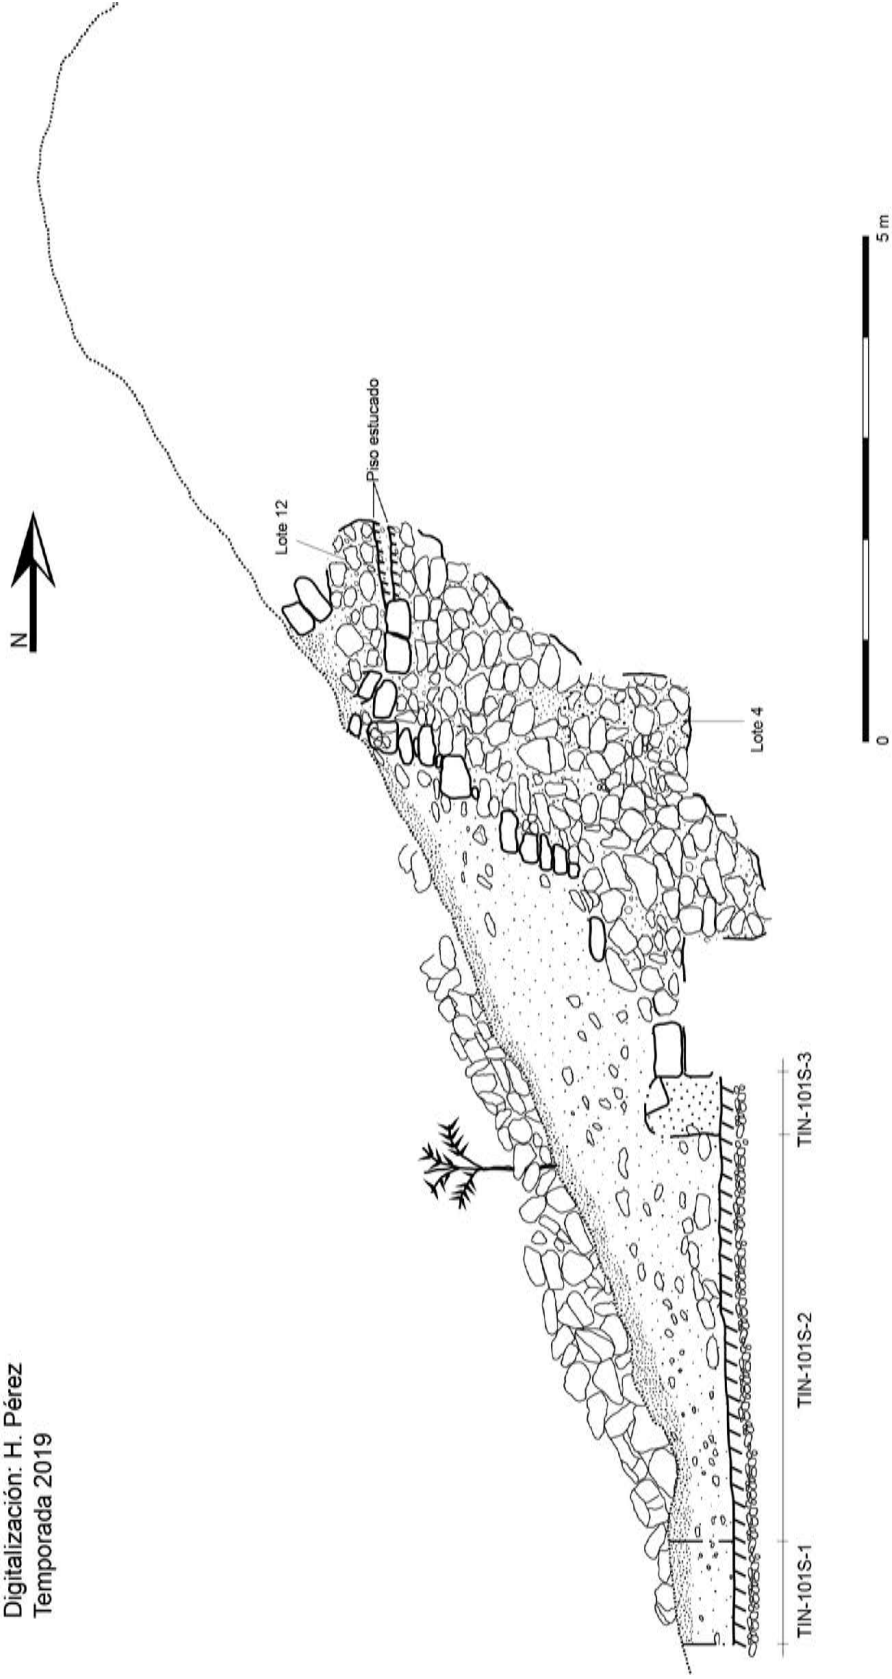 Digitalización: H. Pérez
Temporada 2019
N
Lote 12
Piso estucado
Lote 4
TIN-101S-1
TIN-101S-2
TIN-101S-3
0
5 m